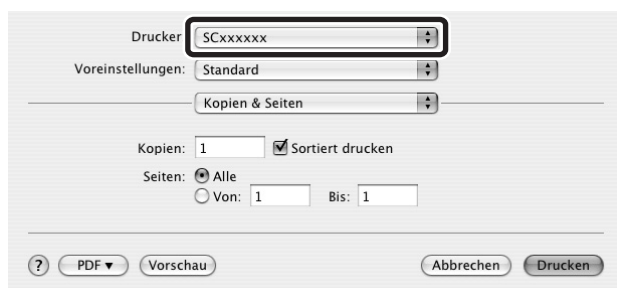 Drucker SCxxxxxx
Voreinstellungen: Standard
Kopien & Seiten
Kopien: 1 Sortiert drucken
Seiten: Alle
Von: 1 Bis: 1
? PDF▼ Vorschau Abbrechen Drucken